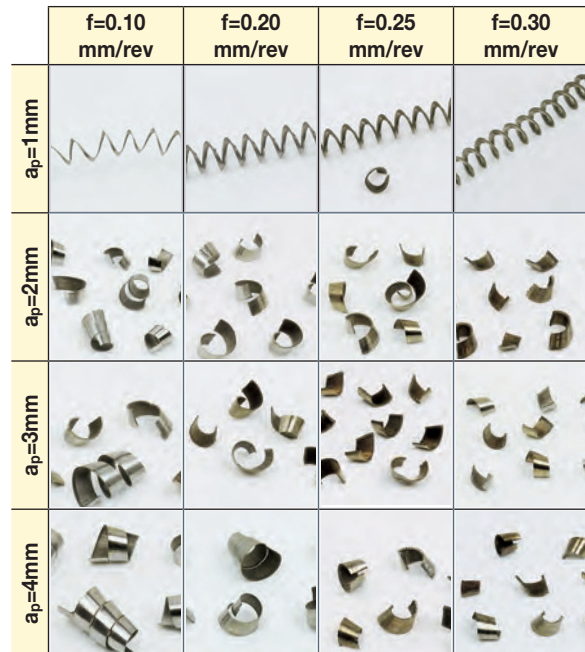 f=0.10
mm/rev
f=0.20
mm/rev
f=0.25
mm/rev
f=0.30
mm/rev
ap=1mm
ap=2mm
ap=3mm
ap=4mm